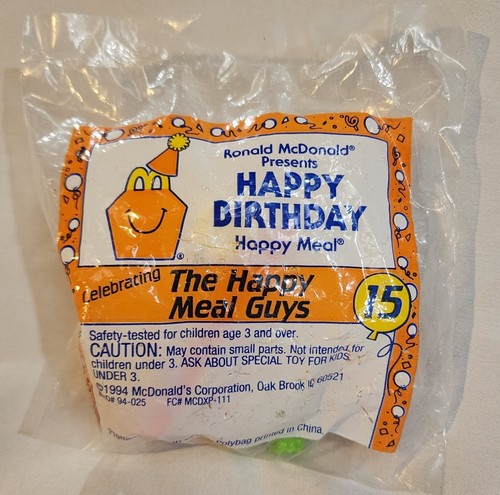 Ronald McDonald®
Presents
HAPPY
BIRTHDAY
Happy Meal®
®
Celebrating
The Happy
Meal Guys
15
Safety-tested for children age 3 and over.
CAUTION: May contain small parts. Not intended for
children under 3. ASK ABOUT SPECIAL TOY FOR KIDS
UNDER 3.
©1994 McDonald's Corporation, Oak Brook, IL 60521
94-025 FC# MCDXP-111
Polybag printed in China